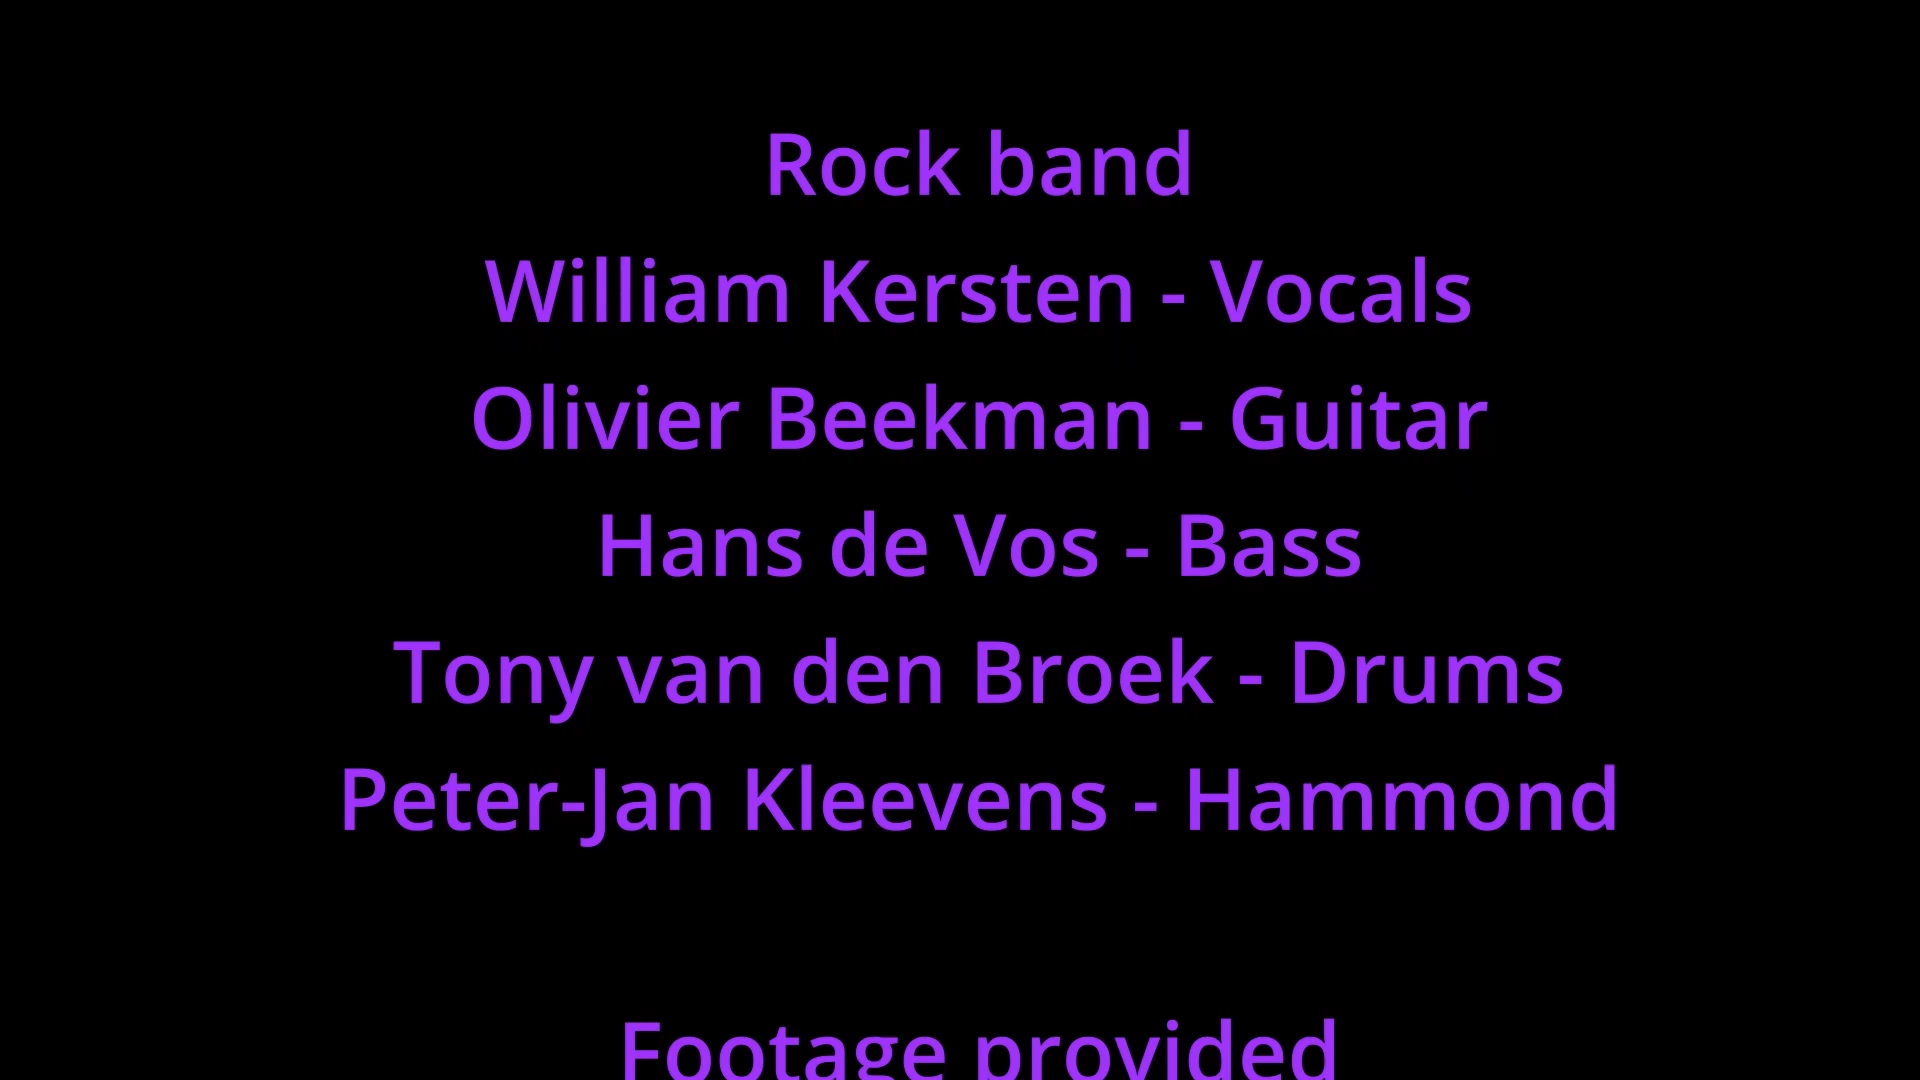 Rock band
William Kersten - Vocals
Olivier Beekman - Guitar
Hans de Vos - Bass
Tony van den Broek - Drums
Peter-Jan Kleevens - Hammond
Footage provided